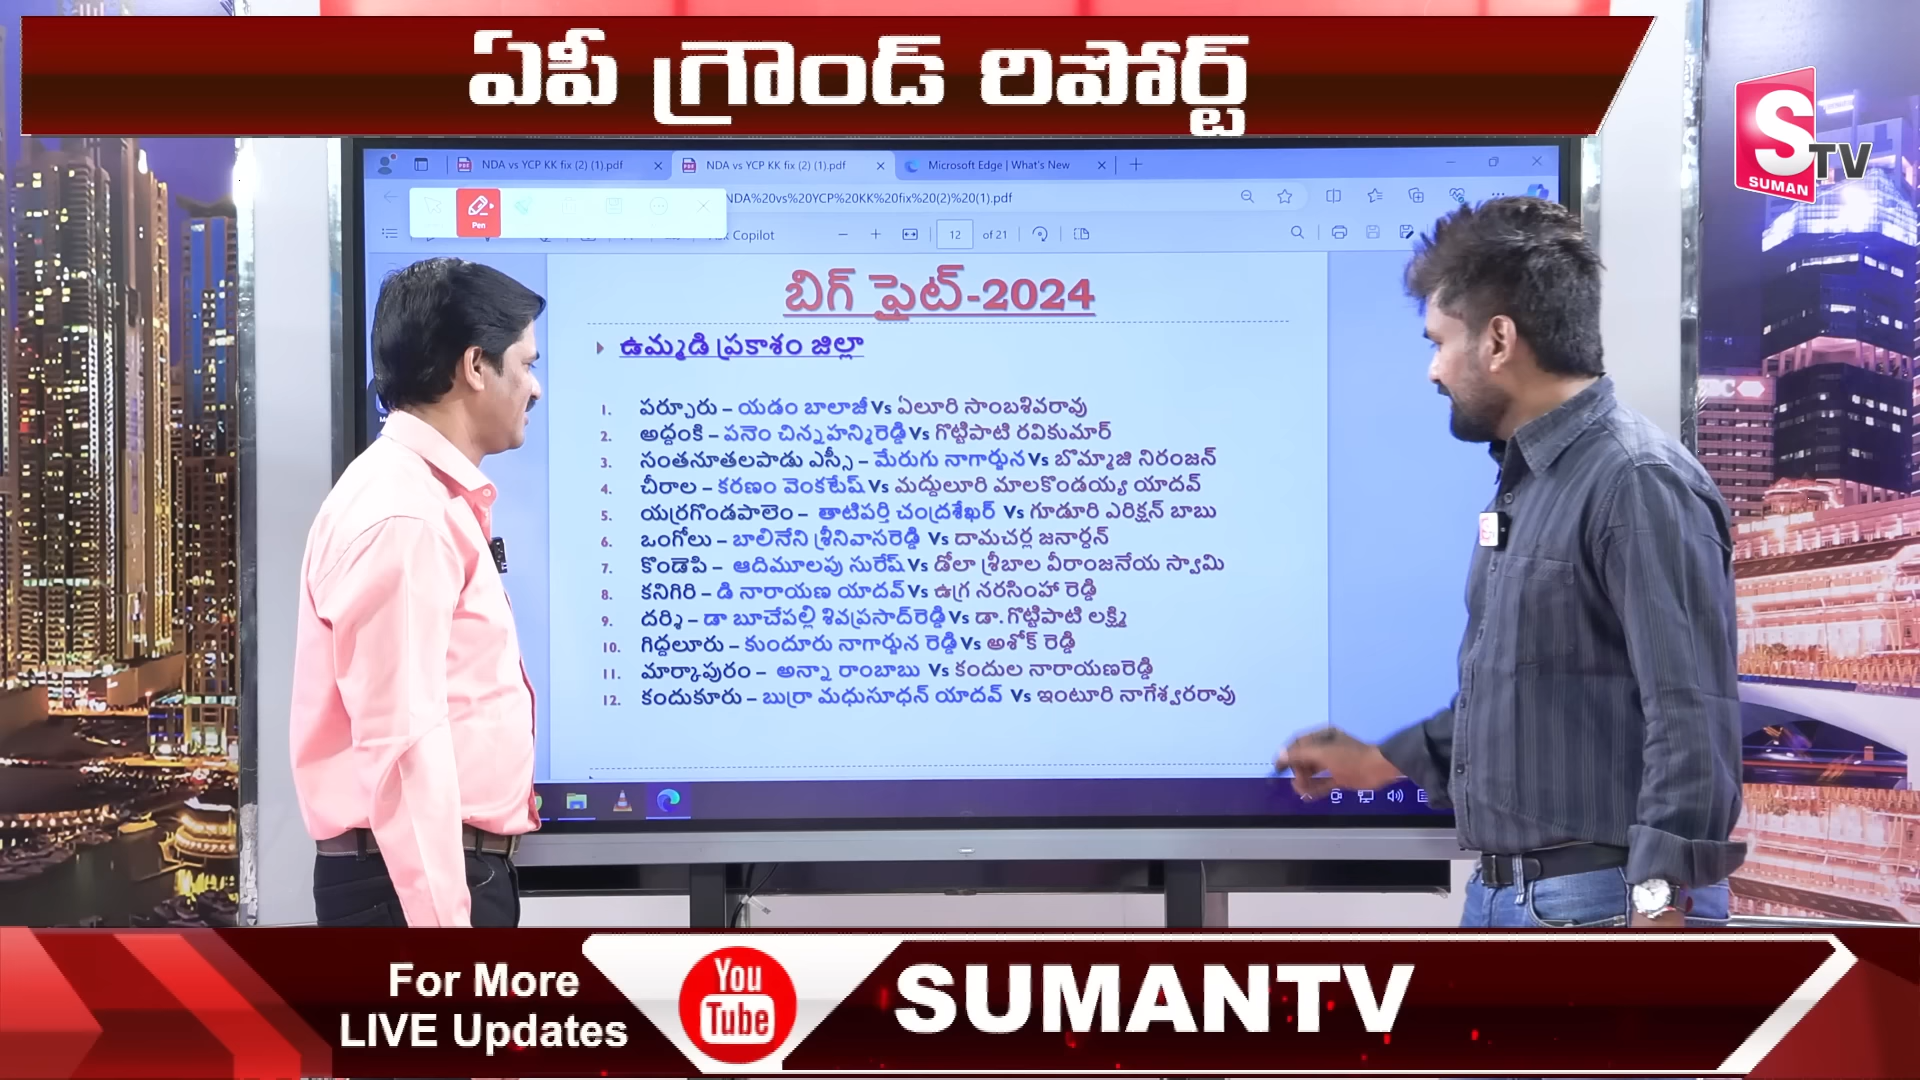 ఏపీ గ్రౌండ్ రిపోర్ట్
S TV
SUMAN
NDA vs YCP KK fix (2) (1).pdf
NDA vs YCP KK fix (2) (1).pdf
Microsoft Edge | What's New
NDA%20vs%20YCP%20KK%20fix%20(2)%20(1).pdf
Pen
Copilot
12 of 21
బిగ్ ఫైట్-2024
ఉమ్మడి ప్రకాశం జిల్లా
1. పర్చూరు – యడం బాలాజీ Vs ఏలూరి సాంబశివరావు
2. అద్దంకి – పనెం చిన్నహన్మిరెడ్డి Vs గొట్టిపాటి రవికుమార్
3. సంతనూతలపాడు ఎస్సీ – మేరుగు నాగార్జున Vs బొమ్మాజి నిరంజన్
4. చీరాల – కరణం వెంకటేష్ Vs మద్దులూరి మాలకొండయ్య యాదవ్
5. యర్రగొండపాలెం – తాటిపర్తి చంద్రశేఖర్ Vs గూడూరి ఎరిక్షన్ బాబు
6. ఒంగోలు – బాలినేని శ్రీనివాసరెడ్డి Vs దామచర్ల జనార్దన్
7. కొండెపి – ఆదిమూలపు సురేష్ Vs డోలా శ్రీబాల వీరాంజనేయ స్వామి
8. కనిగిరి – డి నారాయణ యాదవ్ Vs ఉగ్ర నరసింహా రెడ్డి
9. దర్శి – డా బూచేపల్లి శివప్రసాద్‌రెడ్డి Vs డా. గొట్టిపాటి లక్ష్మి
10. గిద్దలూరు – కుందూరు నాగార్జున రెడ్డి Vs అశోక్ రెడ్డి
11. మార్కాపురం – అన్నా రాంబాబు Vs కందుల నారాయణరెడ్డి
12. కందుకూరు – బుర్రా మధుసూధన్ యాదవ్ Vs ఇంటూరి నాగేశ్వరరావు
For More
LIVE Updates
You
Tube
SUMANTV